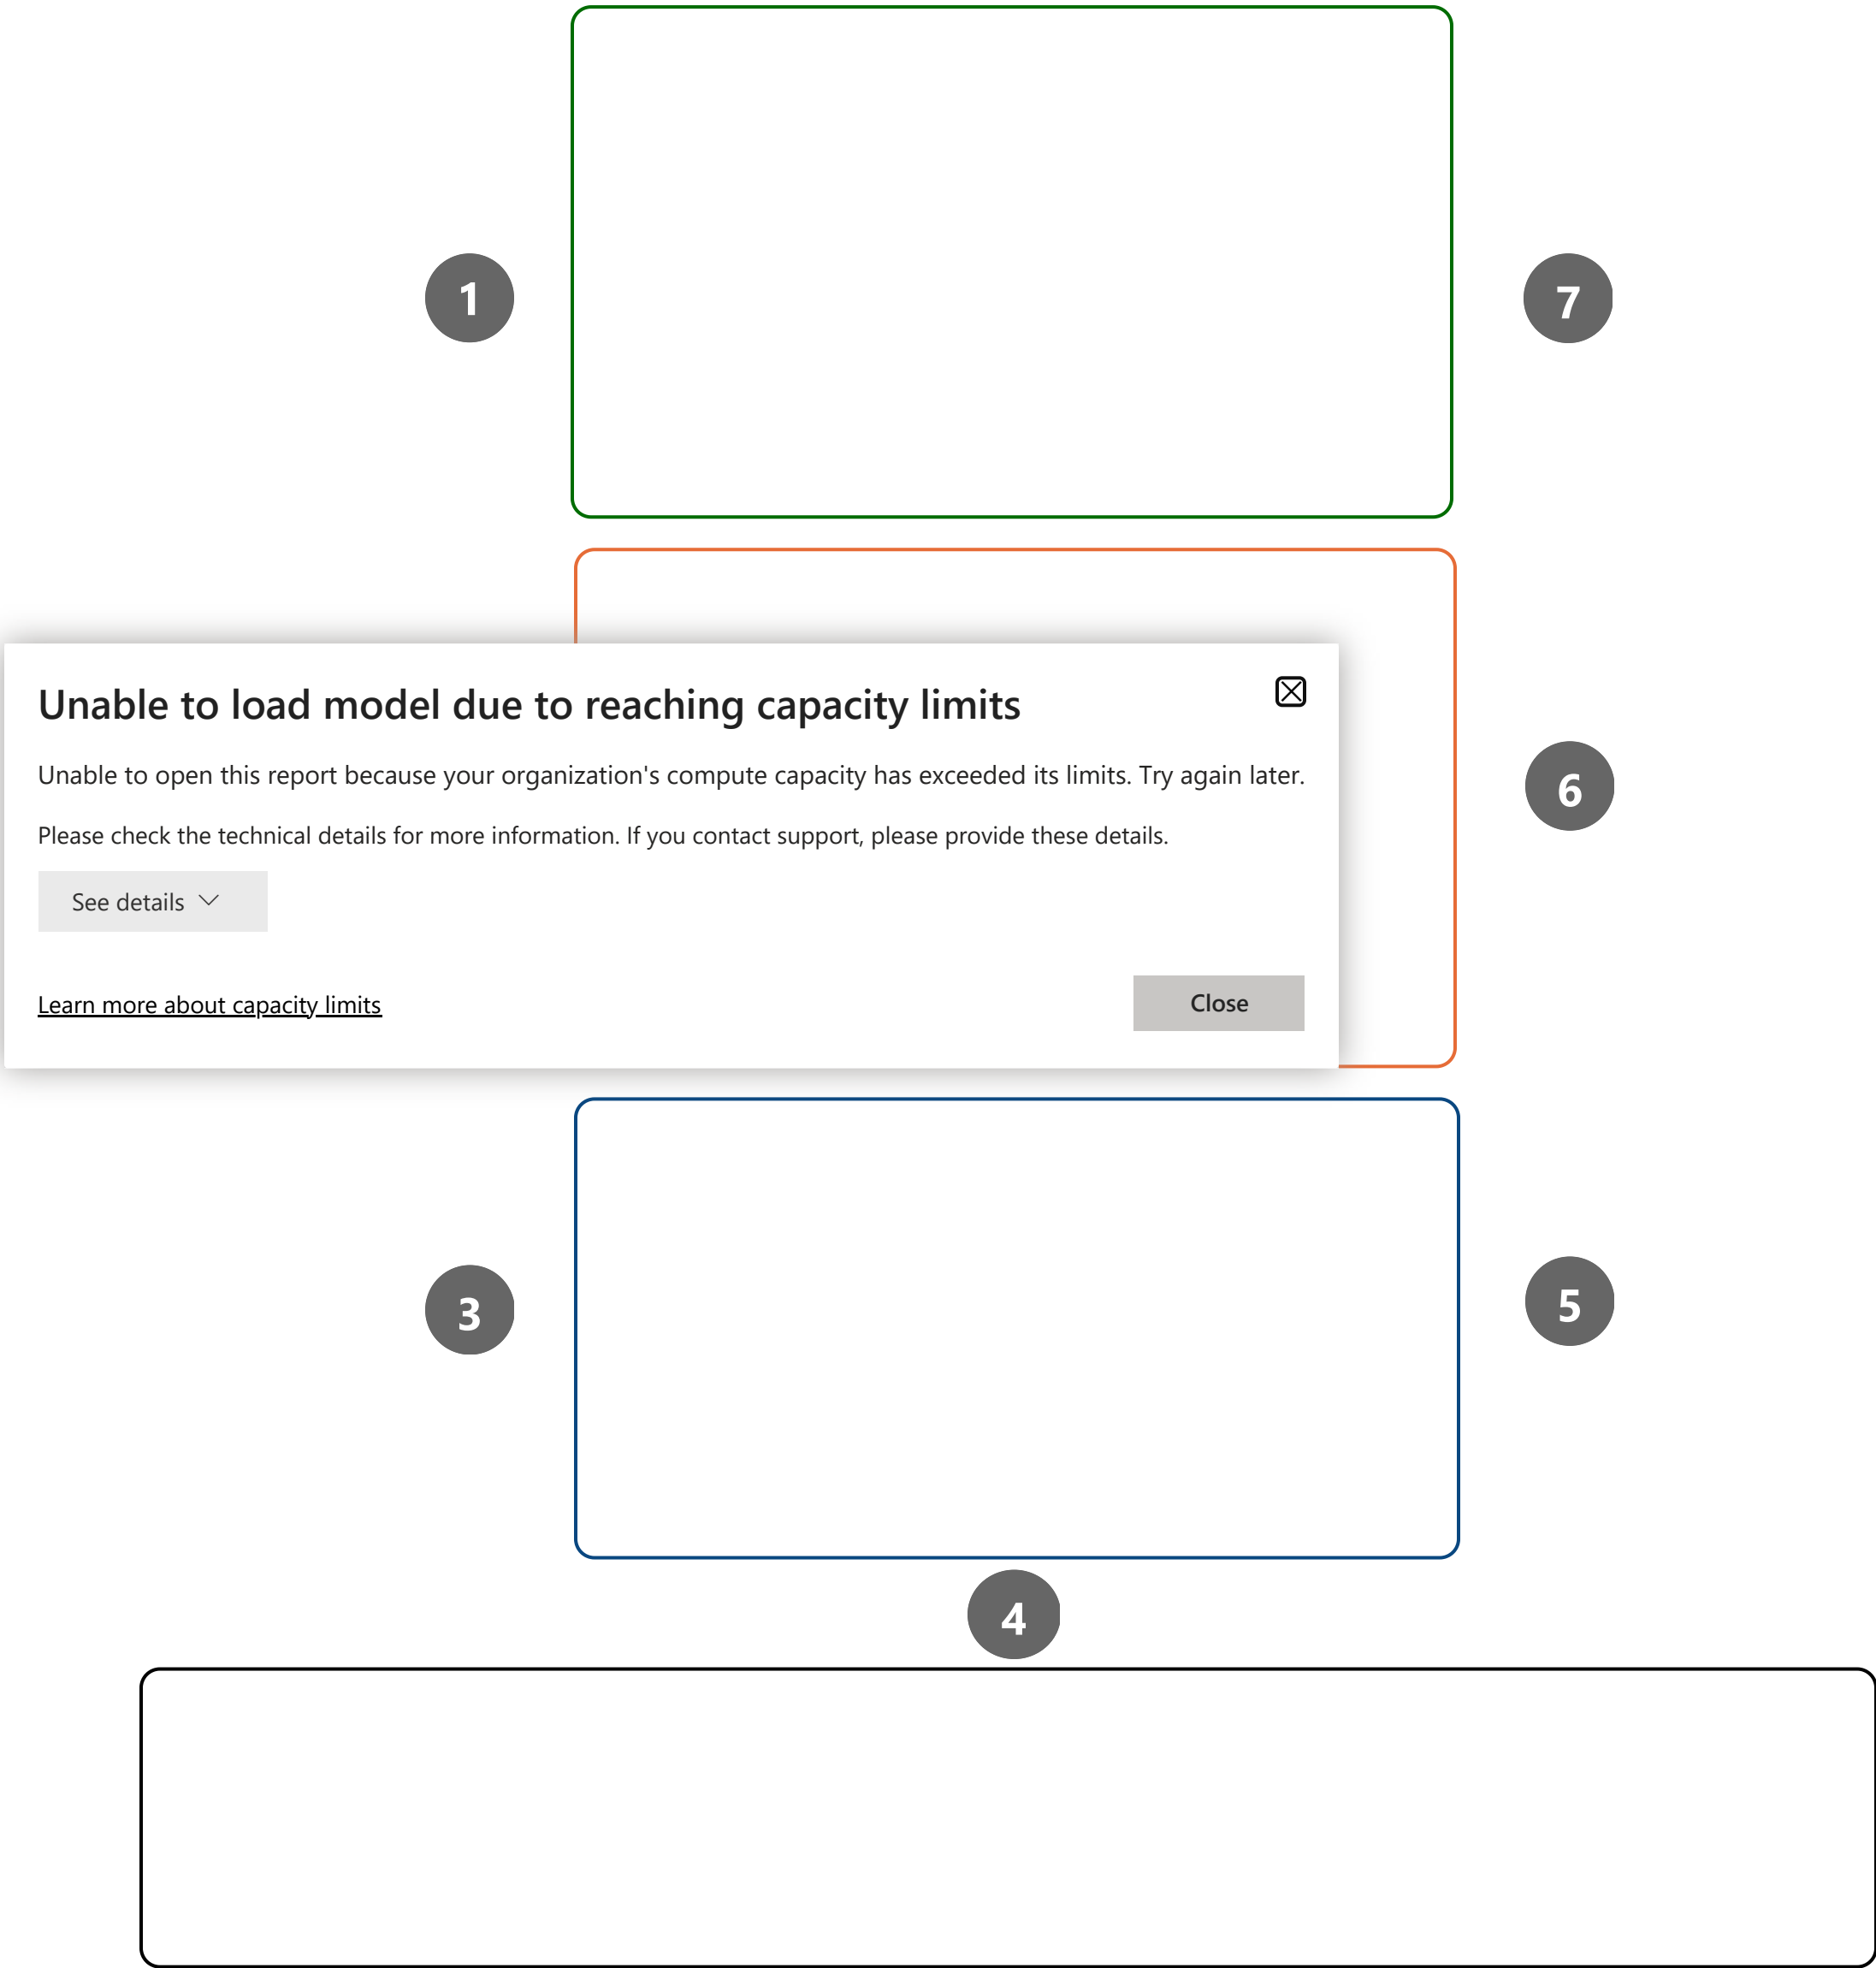 1
7
Unable to load model due to reaching capacity limits
Unable to open this report because your organization's compute capacity has exceeded its limits. Try again later.
Please check the technical details for more information. If you contact support, please provide these details.
See details
Learn more about capacity limits
Close
6
3
5
4